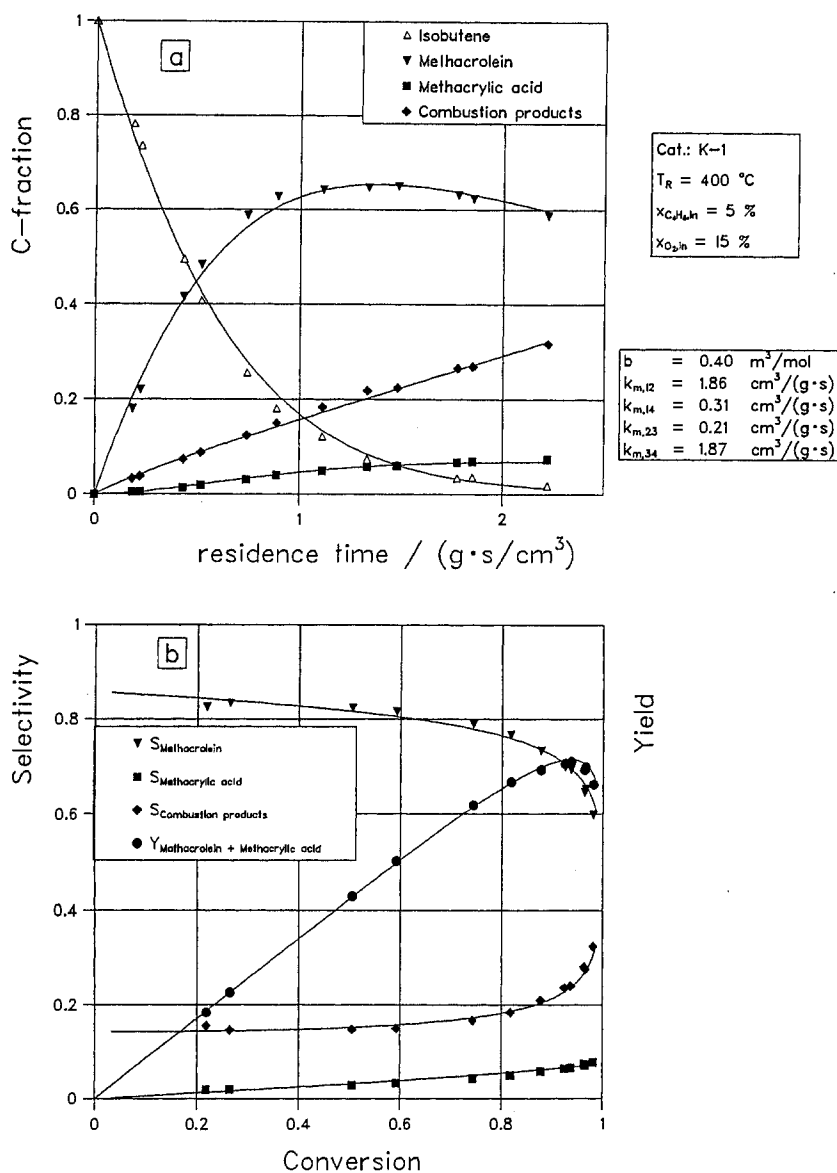 a
△ Isobutene
▼ Melhacrolein
■ Methacrylic acid
◆ Combustion products
1
0.8
0.6
0.4
0.2
0
C-fraction
0
1
2
residence time / (g·s/cm³)
Cat.: K-1
T_R = 400 °C
x_C₄H₈,in = 5 %
x_O₂,in = 15 %
b = 0.40 m³/mol
k_m,12 = 1.86 cm³/(g·s)
k_m,14 = 0.31 cm³/(g·s)
k_m,23 = 0.21 cm³/(g·s)
k_m,34 = 1.87 cm³/(g·s)
b
1
0.8
0.6
0.4
0.2
0
Selectivity
Yield
▼ S_Methacrolein
■ S_Methacrylic acid
◆ S_Combustion products
● Y_Mathacrolein + Methacrylic acid
0
0.2
0.4
0.6
0.8
1
Conversion